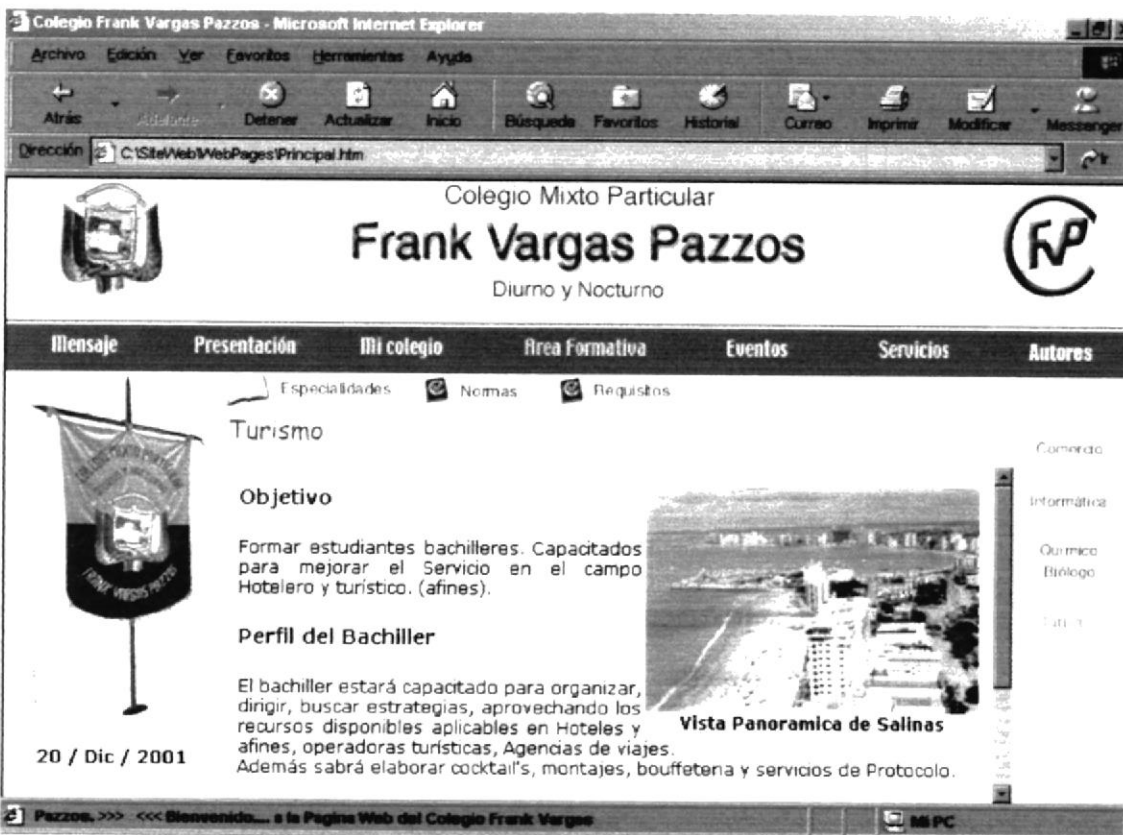 Colegio Frank Vargas Pazzos - Microsoft Internet Explorer
Archivo Edición Ver Favoritos Herramientas Ayuda
Atrás Adelante Detener Actualizar Inicio Búsqueda Favoritos Historial Correo Imprimir Modificar Messenger
Dirección C:\SiteWeb\WebPages\Principal.htm Ir
Colegio Mixto Particular
Frank Vargas Pazzos
Diurno y Nocturno
FVP
Mensaje Presentación Mi colegio Area Formativa Eventos Servicios Autores
Especialidades Normas Requisitos
Turismo
Comercio
Informática
Químico
Biólogo
Objetivo
Formar estudiantes bachilleres. Capacitados
para mejorar el Servicio en el campo
Hotelero y turístico. (afines).
Perfil del Bachiller
El bachiller estará capacitado para organizar,
dirigir, buscar estrategias, aprovechando los
recursos disponibles aplicables en Hoteles y
afines, operadoras turísticas, Agencias de viajes.
Además sabrá elaborar cocktail's, montajes, bouffeteria y servicios de Protocolo.
Vista Panoramica de Salinas
FRANK VARGAS PAZZOS
20 / Dic / 2001
Pazzos. >>> <<< Bienvenido.... a la Pagina Web del Colegio Frank Vargas
Mi PC